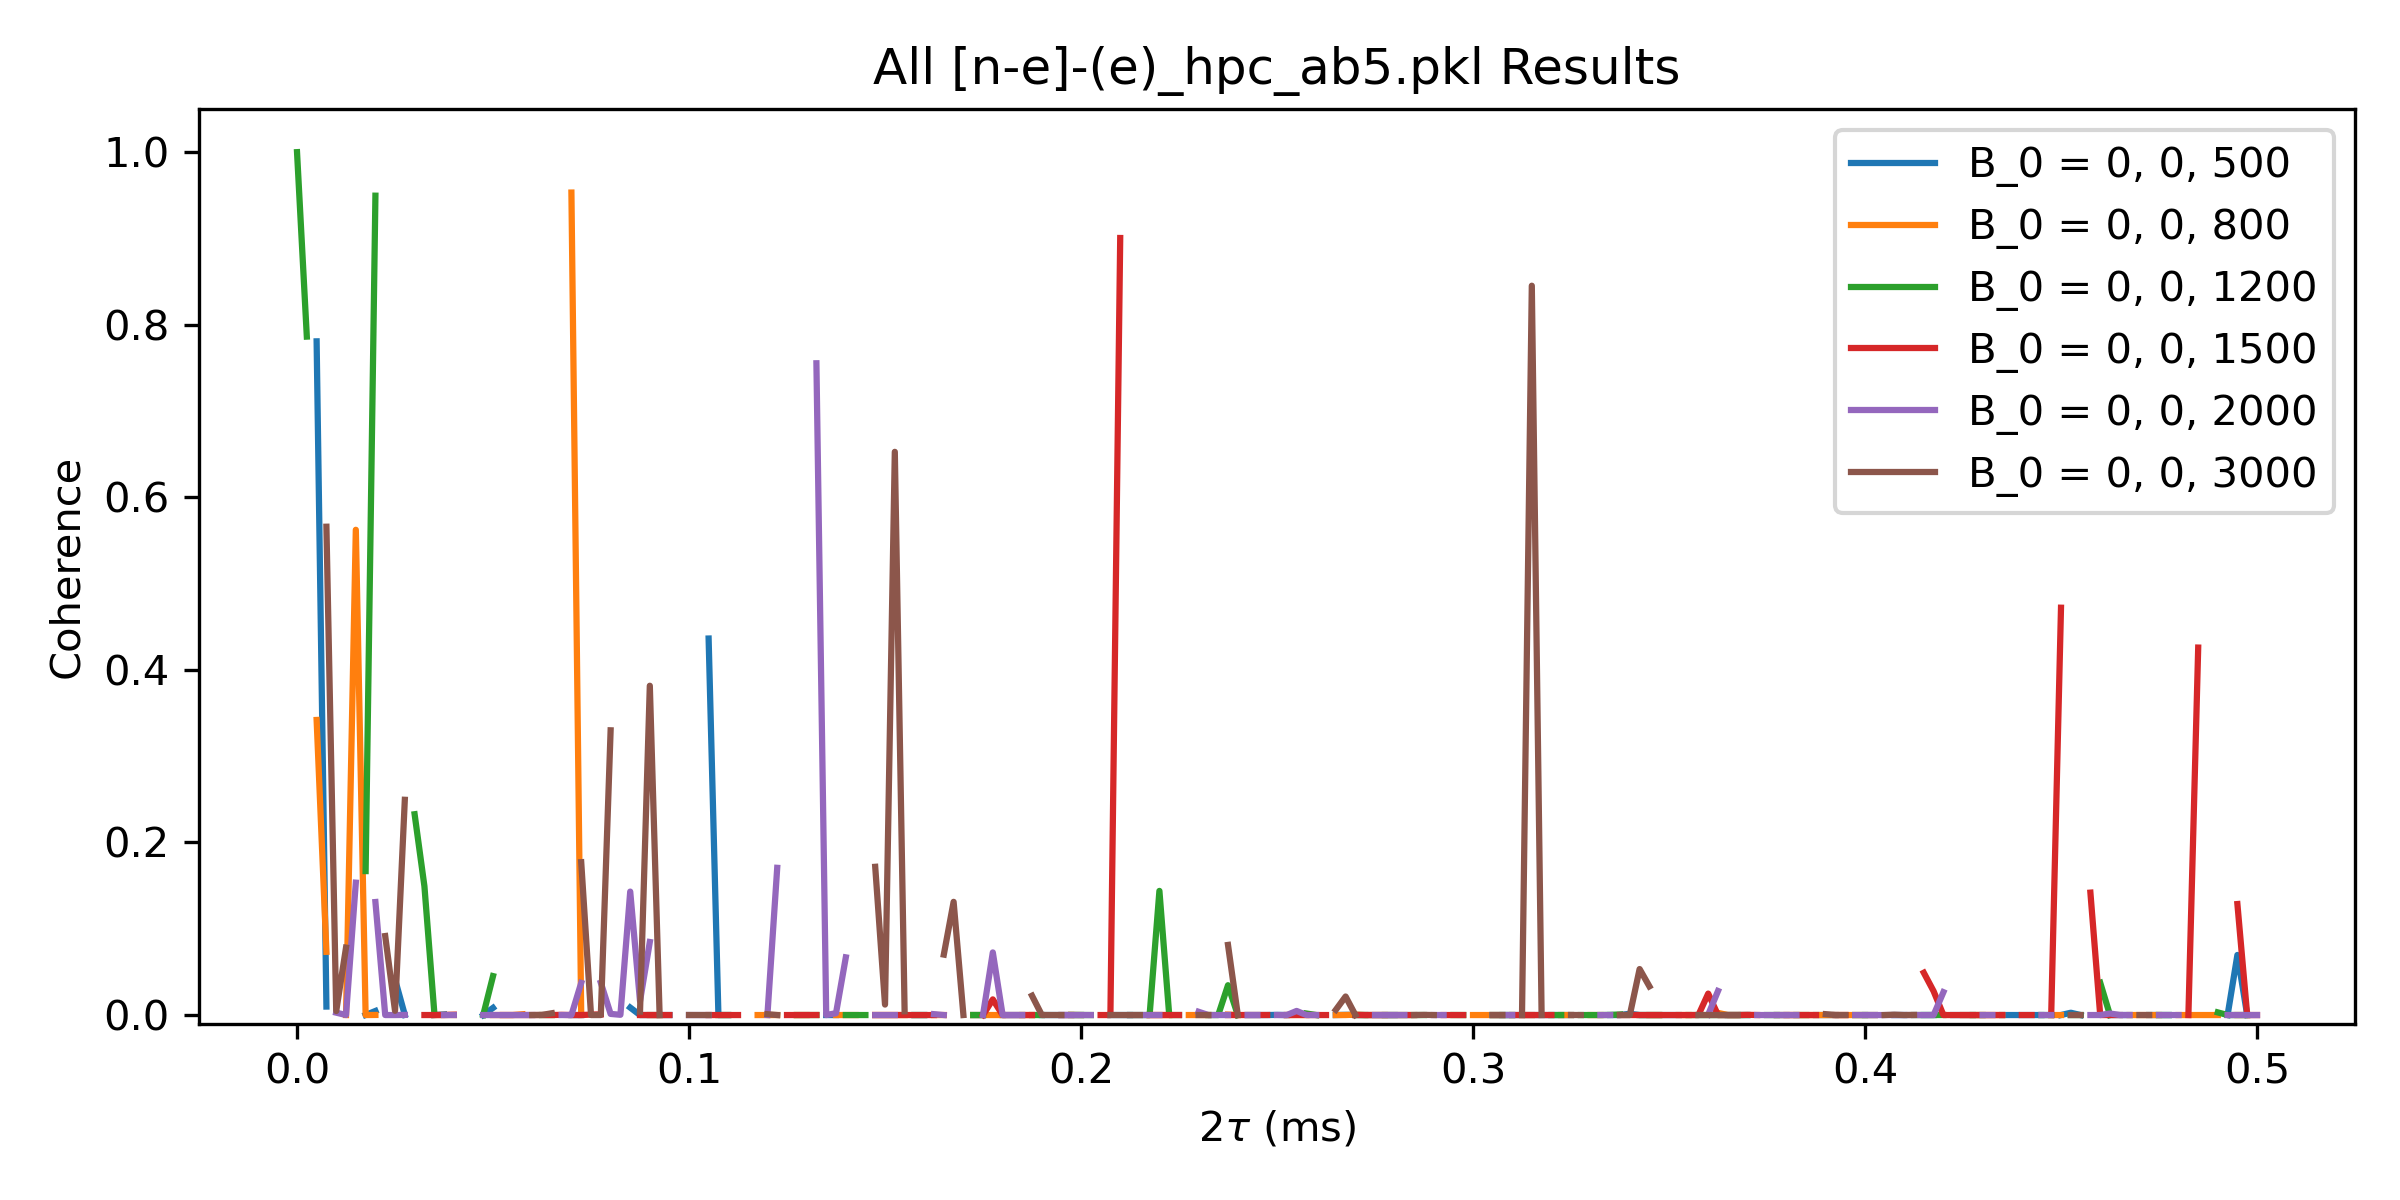 All [n-e]-(e)_hpc_ab5.pkl Results
Coherence
1.0
0.8
0.6
0.4
0.2
0.0
B_0 = 0, 0, 500
B_0 = 0, 0, 800
B_0 = 0, 0, 1200
B_0 = 0, 0, 1500
B_0 = 0, 0, 2000
B_0 = 0, 0, 3000
0.0 0.1 0.2 0.3 0.4 0.5
2τ (ms)